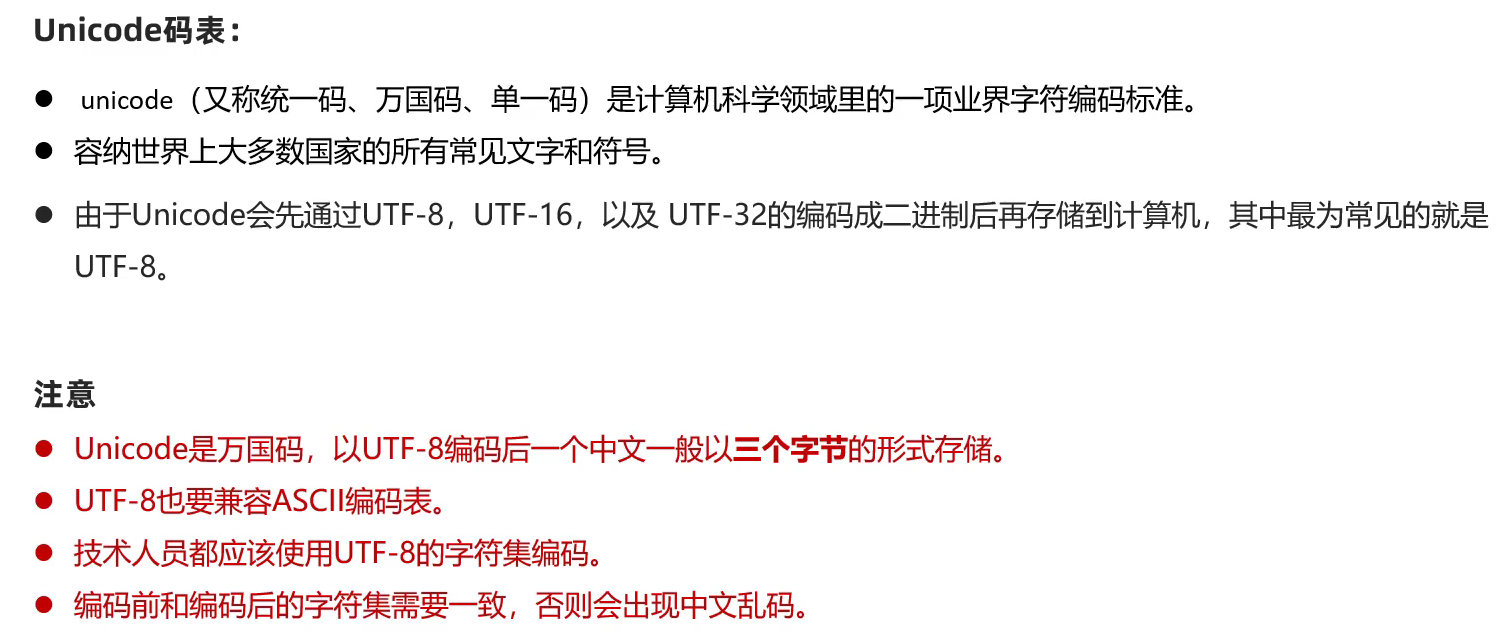 Unicode码表：
● unicode（又称统一码、万国码、单一码）是计算机科学领域里的一项业界字符编码标准。
● 容纳世界上大多数国家的所有常见文字和符号。
● 由于Unicode会先通过UTF-8，UTF-16，以及 UTF-32的编码成二进制后再存储到计算机，其中最为常见的就是
UTF-8。
注意
● Unicode是万国码，以UTF-8编码后一个中文一般以三个字节的形式存储。
● UTF-8也要兼容ASCII编码表。
● 技术人员都应该使用UTF-8的字符集编码。
● 编码前和编码后的字符集需要一致，否则会出现中文乱码。